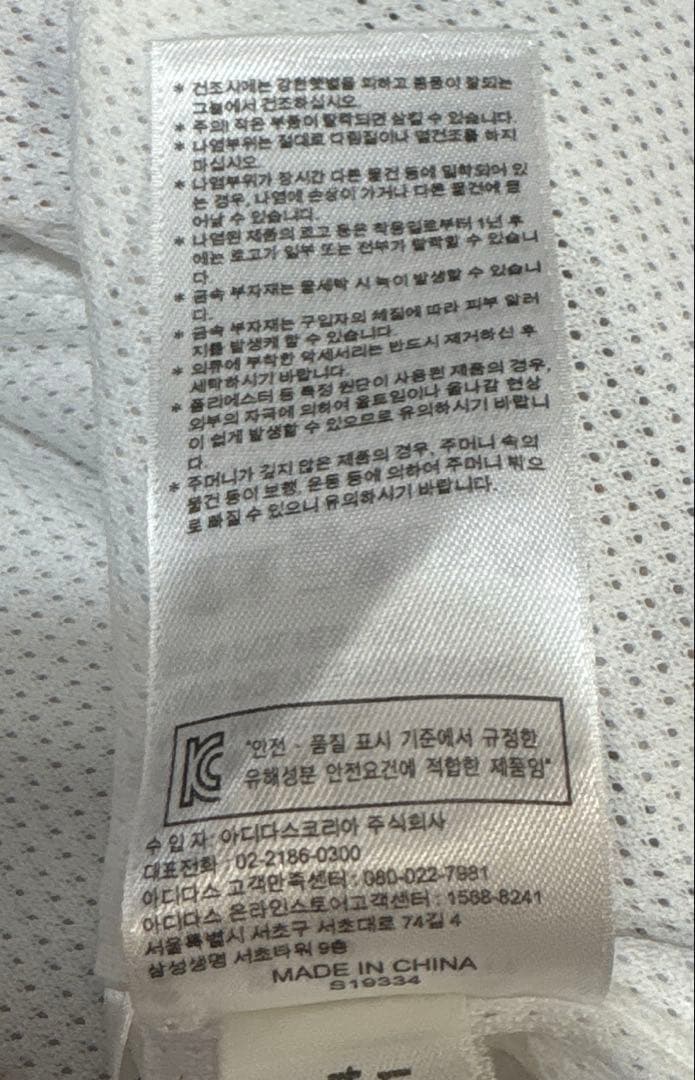 * 건조시에는 강한햇볕을 피하고 통풍이 잘되는
그늘에서 건조하십시오.
* 주의! 작은 부품이 탈착되면 삼킬 수 있습니다.
* 나염부위는 절대로 다림질이나 열건조를 하지
마십시오.
* 나염부위가 장시간 다른 물건 등에 밀착되어 있
는 경우, 나염에 손상이 가거나 다른 물건에 묻
어날 수 있습니다.
* 나염된 제품의 로고 등은 착용일로부터 1년 후
에는 로고가 일부 또는 전부가 탈락할 수 있습니
다.
* 금속 부자재는 물세탁 시 녹이 발생할 수 있습니
다.
* 금속 부자재는 구입자의 체질에 따라 피부 알러
지를 발생케 할 수 있습니다.
* 의류에 부착한 악세서리는 반드시 제거하신 후
세탁하시기 바랍니다.
* 폴리에스터 등 특정 원단이 사용된 제품의 경우,
외부의 자극에 의하여 올트임이나 올나감 현상
이 쉽게 발생할 수 있으므로 유의하시기 바랍니
다.
* 주머니가 깊지 않은 제품의 경우, 주머니 속의
물건 등이 보행, 운동 등에 의하여 주머니 밖으
로 빠질 수 있으니 유의하시기 바랍니다.
KC "안전 - 품질 표시 기준에서 규정한
유해성분 안전요건에 적합한 제품임"
수 입 자: 아디다스코리아 주식회사
대표전화 : 02-2186-0300
아디다스 고객만족센터 : 080-022-7981
아디다스 온라인스토어고객센터 : 1588-8241
서울특별시 서초구 서초대로 74길 4
삼성생명 서초타워 9층
MADE IN CHINA
S19334